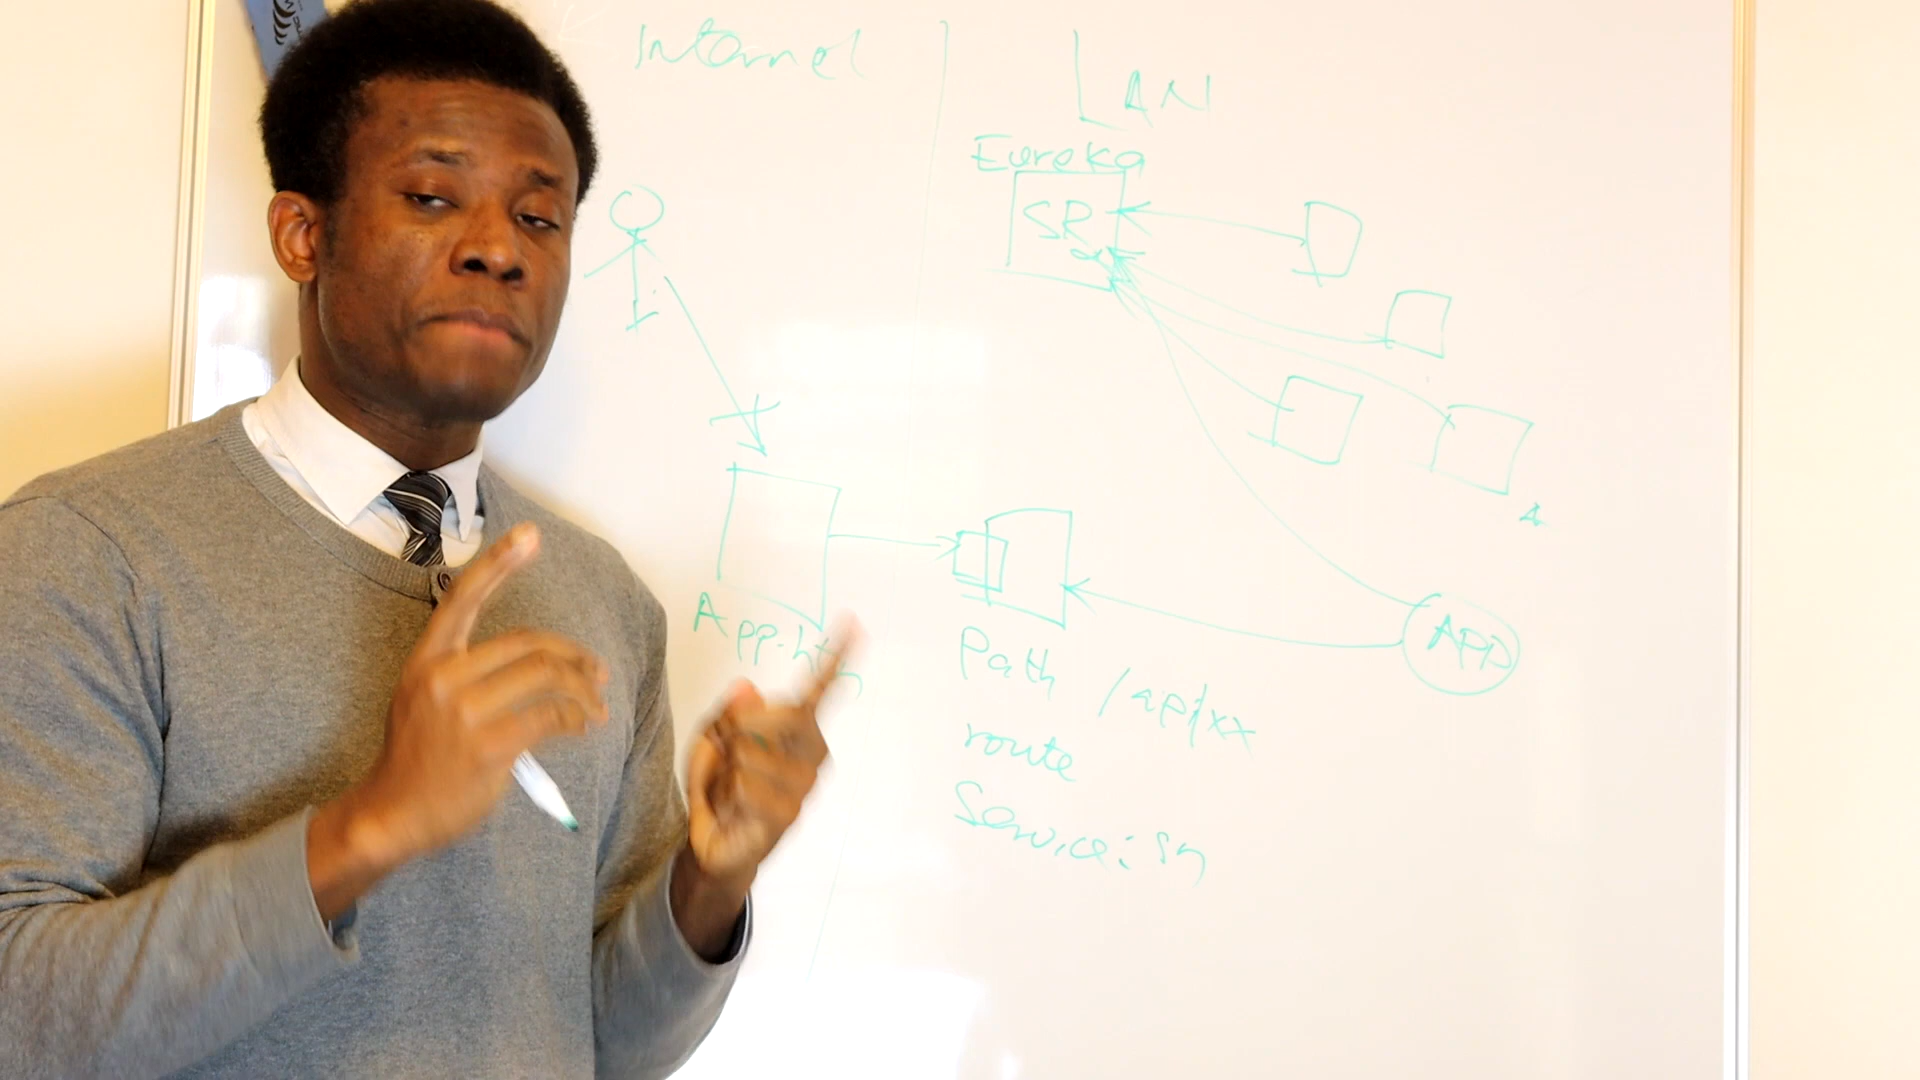 Internet
LAN
Eureka
SR
APP
Path /api/xx
route
Service: sn